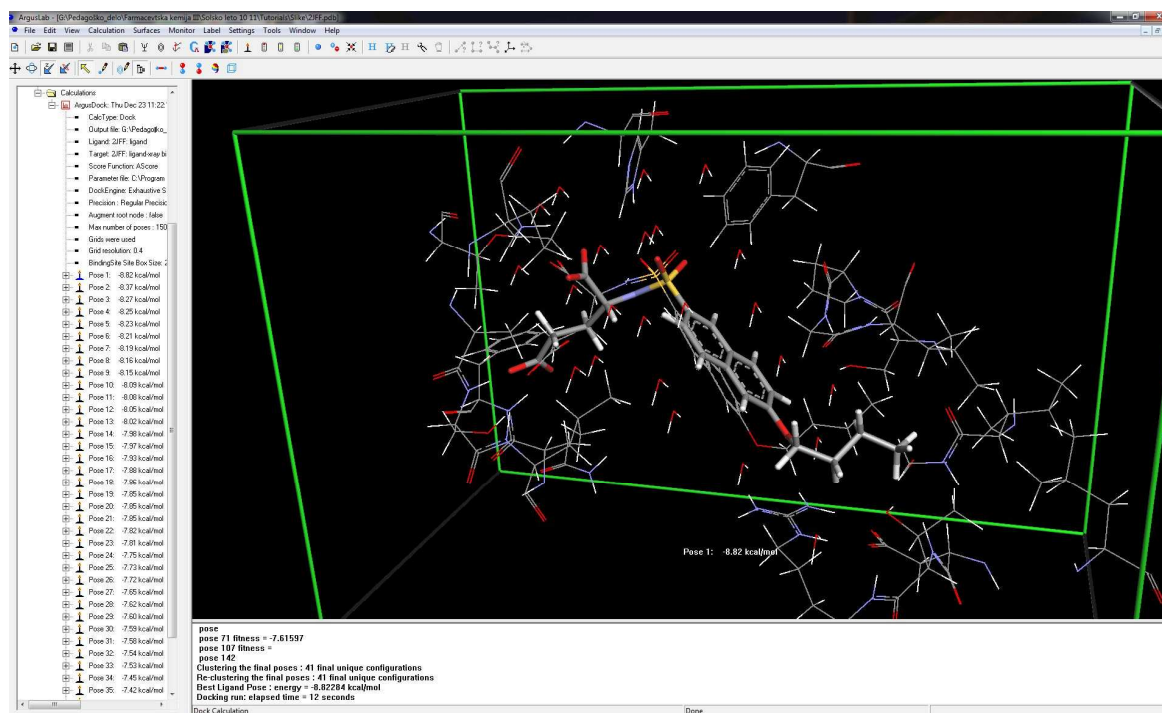 ArgusLab - [G:\Pedagoško_delo\Farmacevtska kemija III\Solsko leto 10 11\Tutorials\Slike\2JFF.pdb]
File Edit View Calculation Surfaces Monitor Label Settings Tools Window Help
Calculations
ArgusDock: Thu Dec 23 11:22:
CalcType: Dock
Output file: G:\Pedagoško_
Ligand: 2JFF: ligand
Target: 2JFF: ligand-xray bi
Score Function: AScore
Parameter file: C:\Program
DockEngine: Exhaustive S
Precision : Regular Precisic
Augment root node : false
Max number of poses : 150
Grids were used
Grid resolution: 0.4
BindingSite Site Box Size: 2
Pose 1: -8.82 kcal/mol
Pose 2: -8.37 kcal/mol
Pose 3: -8.27 kcal/mol
Pose 4: -8.25 kcal/mol
Pose 5: -8.23 kcal/mol
Pose 6: -8.21 kcal/mol
Pose 7: -8.19 kcal/mol
Pose 8: -8.16 kcal/mol
Pose 9: -8.15 kcal/mol
Pose 10: -8.09 kcal/mol
Pose 11: -8.08 kcal/mol
Pose 12: -8.05 kcal/mol
Pose 13: -8.02 kcal/mol
Pose 14: -7.98 kcal/mol
Pose 15: -7.97 kcal/mol
Pose 16: -7.93 kcal/mol
Pose 17: -7.88 kcal/mol
Pose 18: -7.86 kcal/mol
Pose 19: -7.85 kcal/mol
Pose 20: -7.85 kcal/mol
Pose 21: -7.85 kcal/mol
Pose 22: -7.82 kcal/mol
Pose 23: -7.81 kcal/mol
Pose 24: -7.75 kcal/mol
Pose 25: -7.73 kcal/mol
Pose 26: -7.72 kcal/mol
Pose 27: -7.65 kcal/mol
Pose 28: -7.62 kcal/mol
Pose 29: -7.60 kcal/mol
Pose 30: -7.59 kcal/mol
Pose 31: -7.58 kcal/mol
Pose 32: -7.54 kcal/mol
Pose 33: -7.53 kcal/mol
Pose 34: -7.45 kcal/mol
Pose 35: -7.42 kcal/mol
Pose 1: -8.82 kcal/mol
pose
pose 71 fitness = -7.61597
pose 107 fitness =
pose 142
Clustering the final poses : 41 final unique configurations
Re-clustering the final poses : 41 final unique configurations
Best Ligand Pose : energy = -8.82284 kcal/mol
Docking run: elapsed time = 12 seconds
Dock Calculation Done